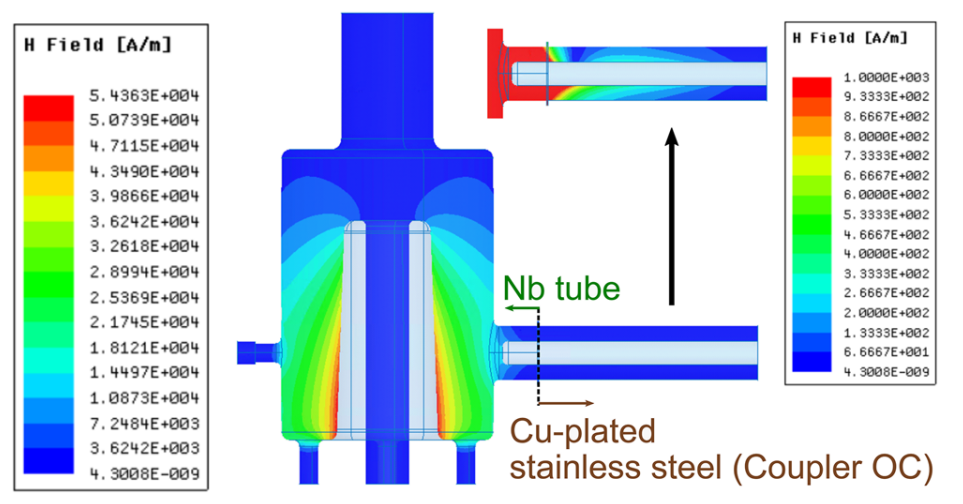 H Field [A/m]
5.4363E+004
5.0739E+004
4.7115E+004
4.3490E+004
3.9866E+004
3.6242E+004
3.2618E+004
2.8994E+004
2.5369E+004
2.1745E+004
1.8121E+004
1.4497E+004
1.0873E+004
7.2484E+003
3.6242E+003
4.3008E-009
H Field [A/m]
1.0000E+003
9.3333E+002
8.6667E+002
8.0000E+002
7.3333E+002
6.6667E+002
6.0000E+002
5.3333E+002
4.6667E+002
4.0000E+002
3.3333E+002
2.6667E+002
2.0000E+002
1.3333E+002
6.6667E+001
4.3008E-009
Nb tube
Cu-plated
stainless steel (Coupler OC)